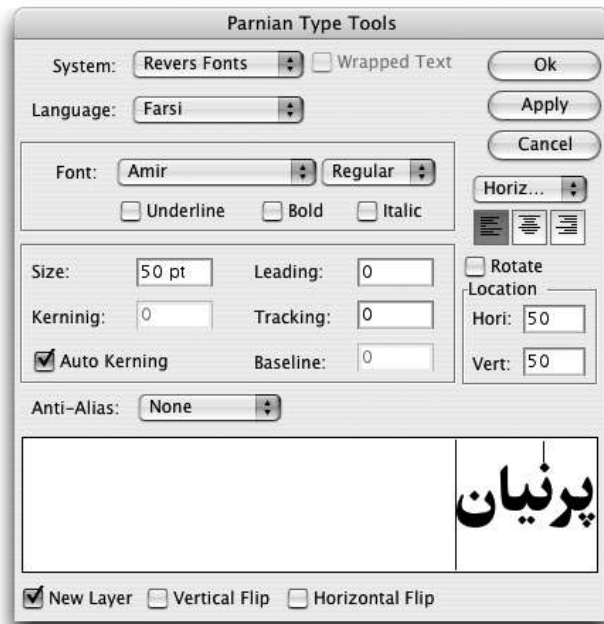 Parnian Type Tools
System: Revers Fonts Wrapped Text Ok
Language: Farsi Apply
Cancel
Font: Amir Regular Horiz...
Underline Bold Italic
Size: 50 pt Leading: 0 Rotate
Location
Kerninig: 0 Tracking: 0 Hori: 50
Auto Kerning Baseline: 0 Vert: 50
Anti-Alias: None
پرنیان
New Layer Vertical Flip Horizontal Flip